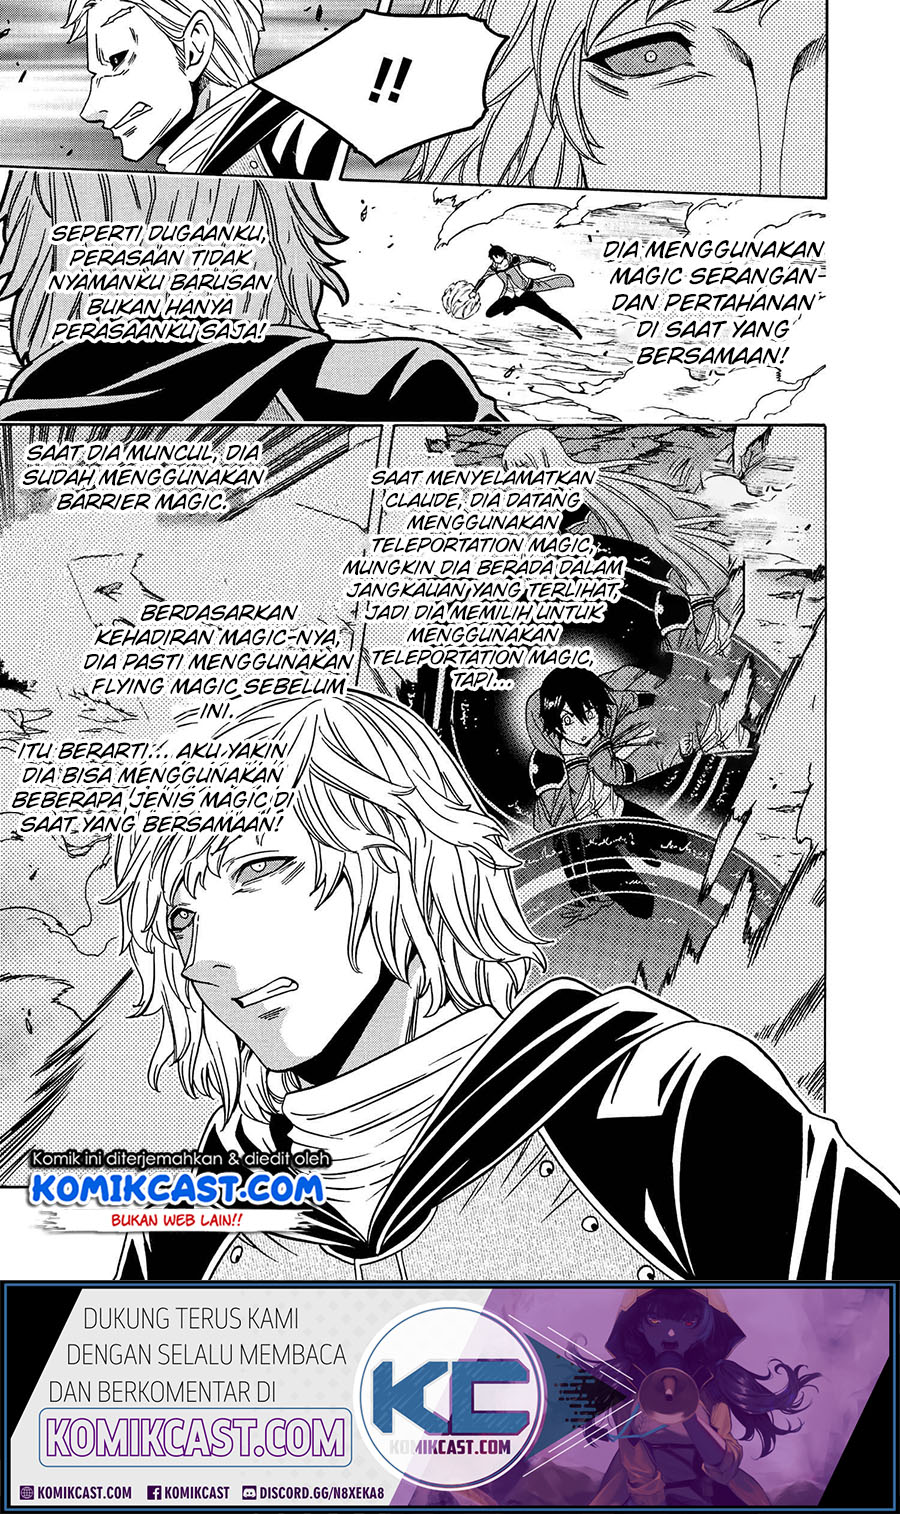 !!
DIA MENGGUNAKAN
MAGIC SERANGAN
DAN PERTAHANAN
DI SAAT YANG
BERSAMAAN!
SEPERTI DUGAANKU,
PERASAAN TIDAK
NYAMANKU BARUSAN
BUKAN HANYA
PERASAANKU SAJA!
SAAT MENYELAMATKAN
CLAUDE, DIA DATANG
MENGGUNAKAN
TELEPORTATION MAGIC,
MUNGKIN DIA BERADA DALAM
JANGKAUAN YANG TERLIHAT,
JADI DIA MEMILIH UNTUK
MENGGUNAKAN
TELEPORTATION MAGIC,
TAPI...
SAAT DIA MUNCUL, DIA
SUDAH MENGGUNAKAN
BARRIER MAGIC.
BERDASARKAN
KEHADIRAN MAGIC-NYA,
DIA PASTI MENGGUNAKAN
FLYING MAGIC SEBELUM
INI.
ITU BERARTI... AKU YAKIN
DIA BISA MENGGUNAKAN
BEBERAPA JENIS MAGIC DI
SAAT YANG BERSAMAAN!
Komik ini diterjemahkan & diedit oleh
KOMIKCAST.COM
BUKAN WEB LAIN!!
DUKUNG TERUS KAMI
DENGAN SELALU MEMBACA
DAN BERKOMENTAR DI
KOMIKCAST.COM
KC
KOMIKCAST.COM
KOMIKCAST.COM KOMIKCAST DISCORD.GG/N8XEKA8